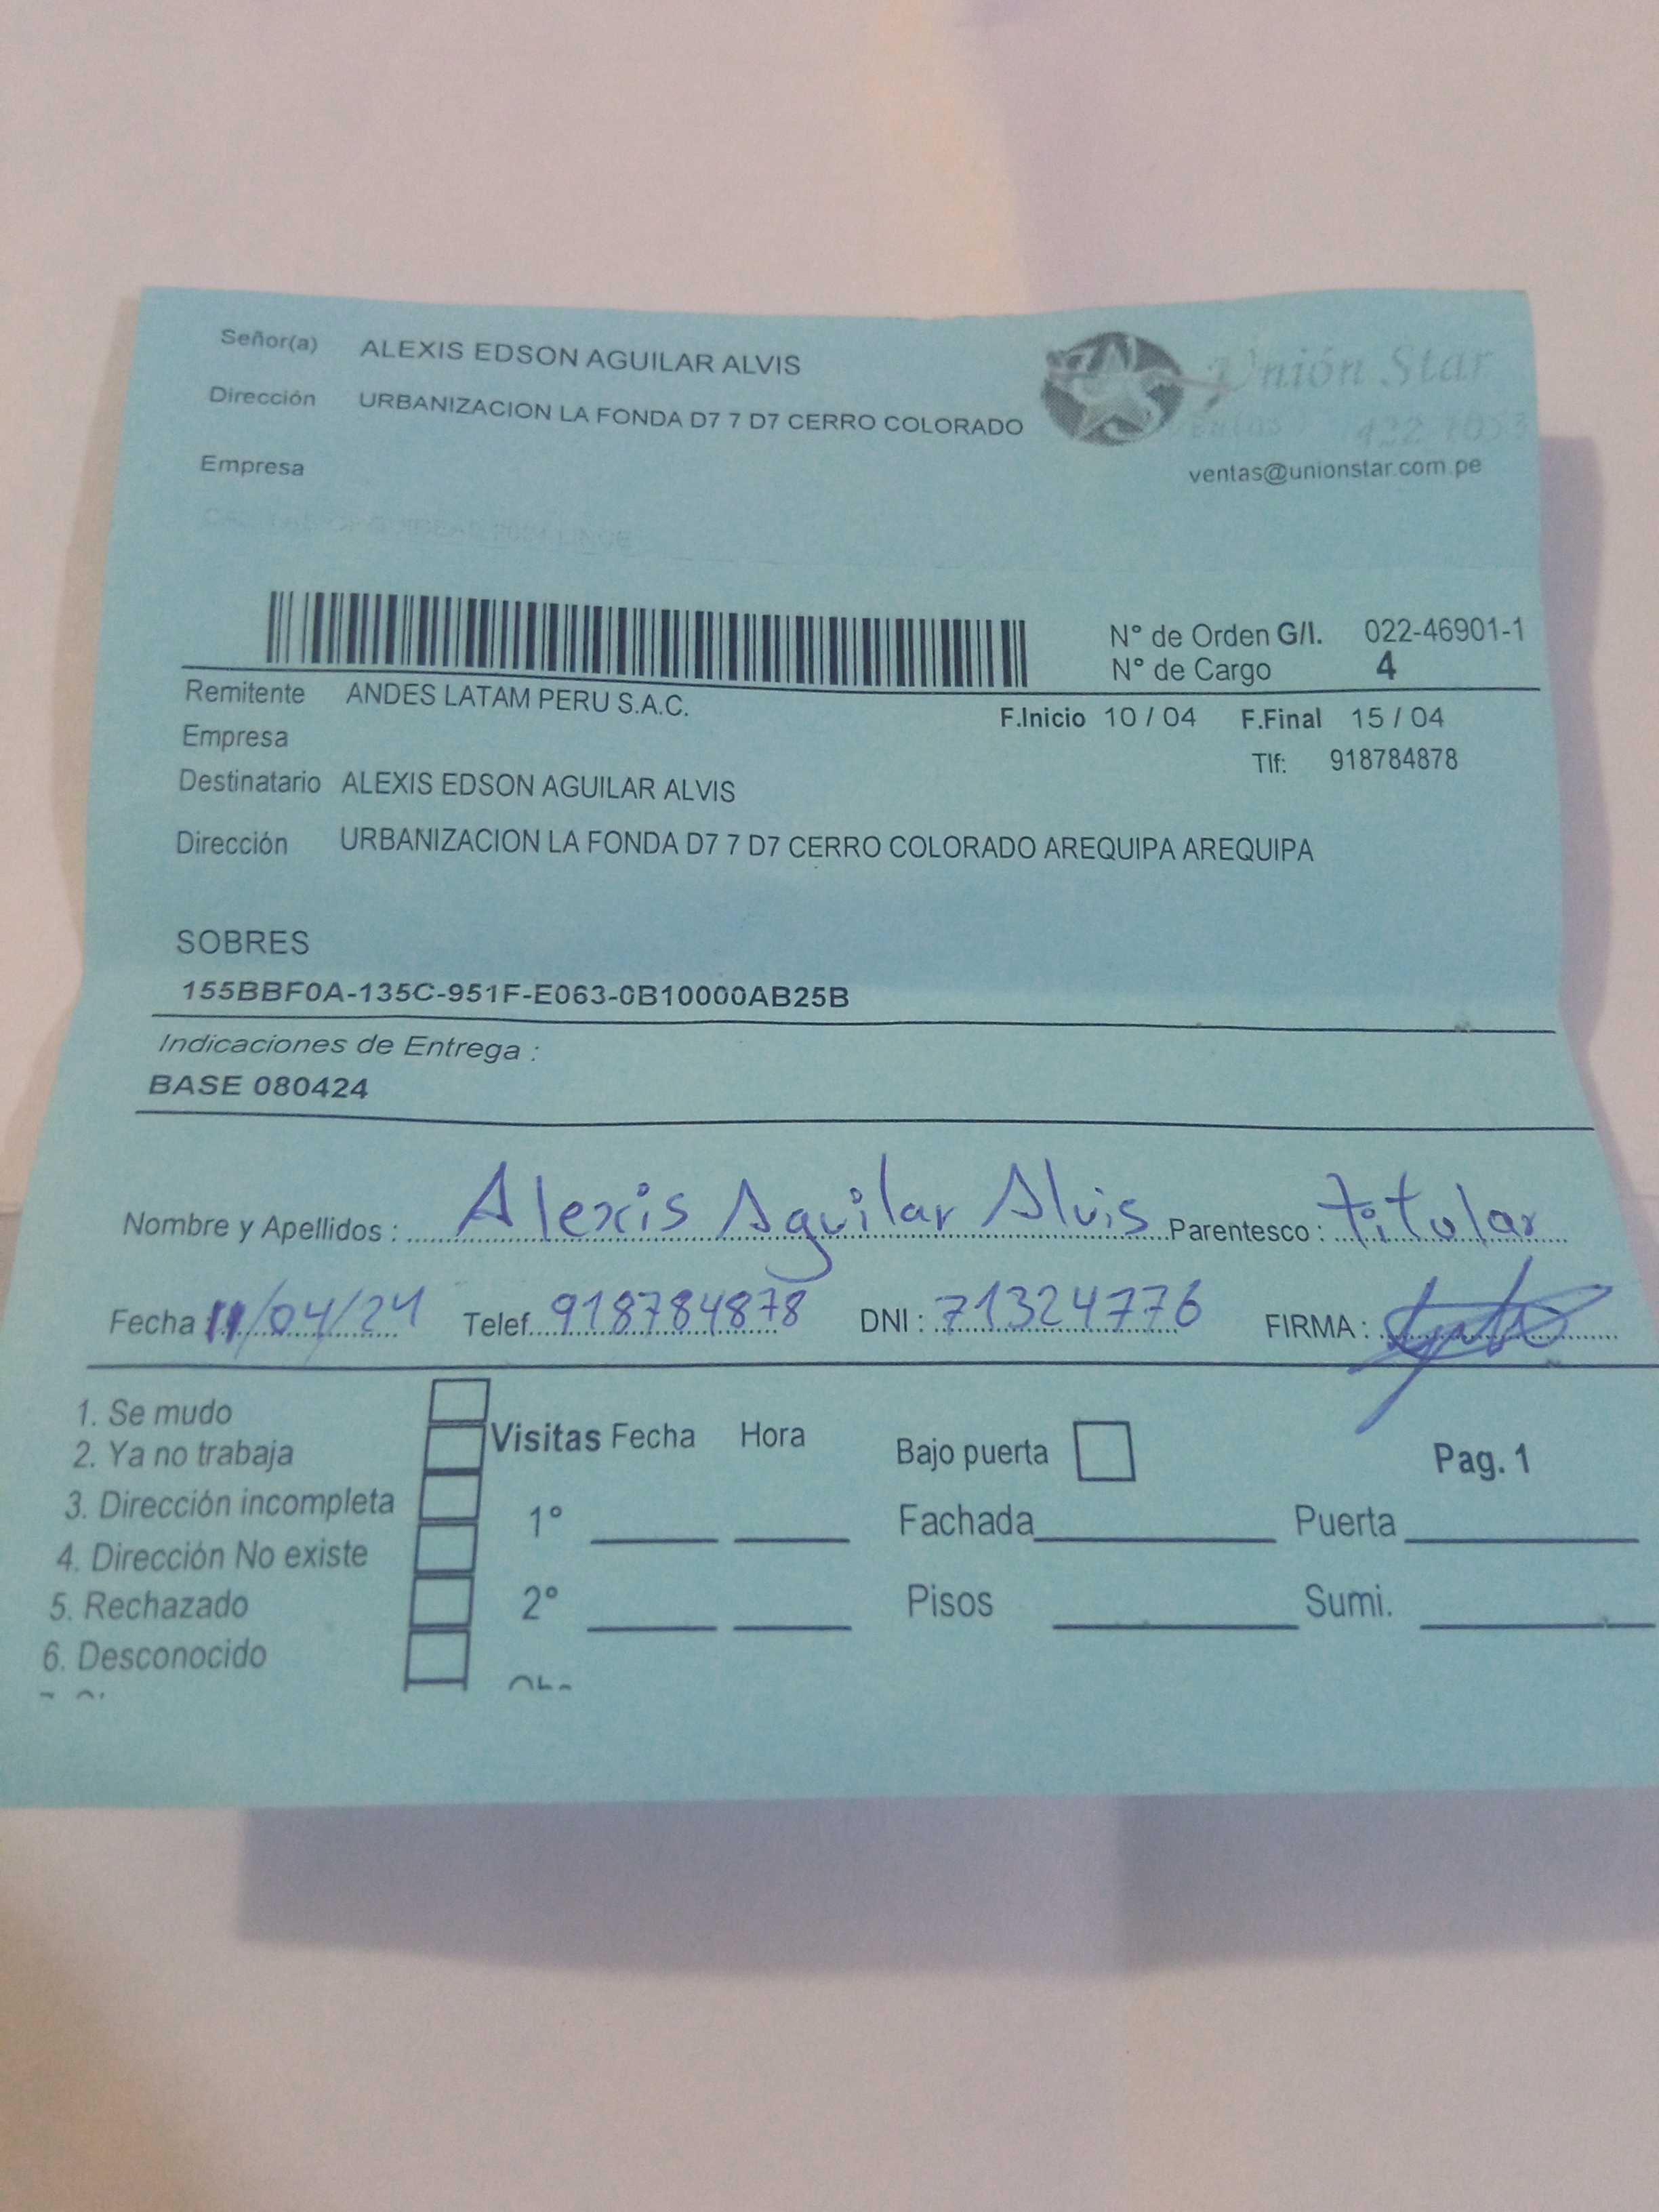 Señor(a) ALEXIS EDSON AGUILAR ALVIS
Dirección URBANIZACION LA FONDA D7 7 D7 CERRO COLORADO
Unión Star
Empresa
ventas@unionstar.com.pe
N° de Orden G/I. 022-46901-1
N° de Cargo 4
Remitente ANDES LATAM PERU S.A.C.
F.Inicio 10 / 04 F.Final 15 / 04
Empresa
Tlf: 918784878
Destinatario ALEXIS EDSON AGUILAR ALVIS
Dirección URBANIZACION LA FONDA D7 7 D7 CERRO COLORADO AREQUIPA AREQUIPA
SOBRES
155BBF0A-135C-951F-E063-0B10000AB25B
Indicaciones de Entrega :
BASE 080424
Nombre y Apellidos : Alexis Aguilar Alvis Parentesco : titular
Fecha 11/04/24 Telef. 918784878 DNI : 71324776 FIRMA :
1. Se mudo
2. Ya no trabaja
3. Dirección incompleta
4. Dirección No existe
5. Rechazado
6. Desconocido
Visitas Fecha Hora
1°
2°
Bajo puerta
Pag. 1
Fachada Puerta
Pisos Sumi.